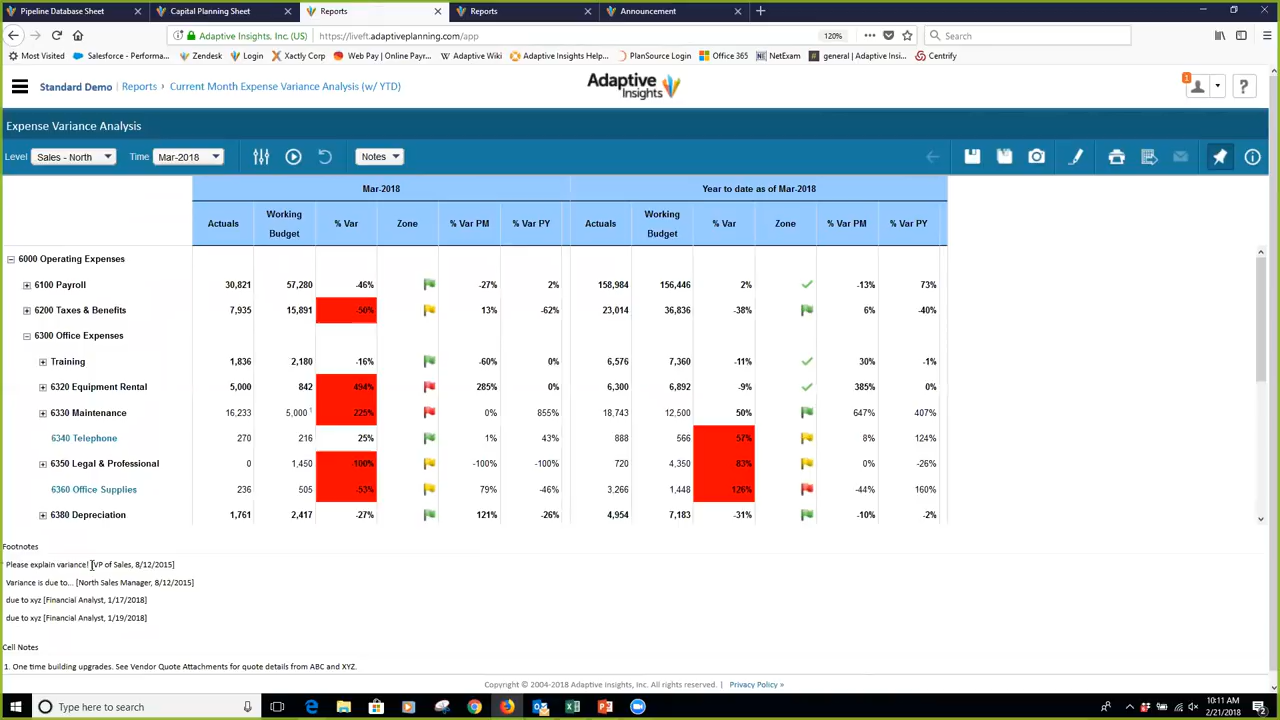 Pipeline Database Sheet
Capital Planning Sheet
Reports
Reports
Announcement
Adaptive Insights, Inc. (US)
https://liveft.adaptiveplanning.com/app
120%
Search
Most Visited
Salesforce - Performa...
Zendesk
Login
Xactly Corp
Web Pay | Online Payr...
Adaptive Wiki
Adaptive Insights Help...
PlanSource Login
Office 365
NetExam
general | Adaptive Insi...
Centrify
Standard Demo Reports › Current Month Expense Variance Analysis (w/ YTD)
Adaptive Insights
1
?
Expense Variance Analysis
Level Sales - North Time Mar-2018 Notes
Mar-2018 Year to date as of Mar-2018
Actuals Working Budget % Var Zone % Var PM % Var PY Actuals Working Budget % Var Zone % Var PM % Var PY
6000 Operating Expenses
6100 Payroll 30,821 57,280 -46% -27% 2% 158,984 156,446 2% -13% 73%
6200 Taxes & Benefits 7,935 15,891 -50% 13% -62% 23,014 36,836 -38% 6% -40%
6300 Office Expenses
Training 1,836 2,180 -16% -60% 0% 6,576 7,360 -11% 30% -1%
6320 Equipment Rental 5,000 842 494% 285% 0% 6,300 6,892 -9% 385% 0%
6330 Maintenance 16,233 5,000 1 225% 0% 855% 18,743 12,500 50% 647% 407%
6340 Telephone 270 216 25% 1% 43% 888 566 57% 8% 124%
6350 Legal & Professional 0 1,450 -100% -100% -100% 720 4,350 83% 0% -26%
6360 Office Supplies 236 505 -53% 79% -46% 3.266 1,448 126% -44% 160%
6380 Depreciation 1,761 2,417 -27% 121% -26% 4,954 7,183 -31% -10% -2%
Footnotes
Please explain variance! [VP of Sales, 8/12/2015]
Variance is due to... [North Sales Manager, 8/12/2015]
due to xyz [Financial Analyst, 1/17/2018]
due to xyz [Financial Analyst, 1/19/2018]
Cell Notes
1. One time building upgrades. See Vendor Quote Attachments for quote details from ABC and XYZ.
Copyright © 2004-2018 Adaptive Insights, Inc. All rights reserved. | Privacy Policy »
Type here to search
10:11 AM
2/21/2018
2